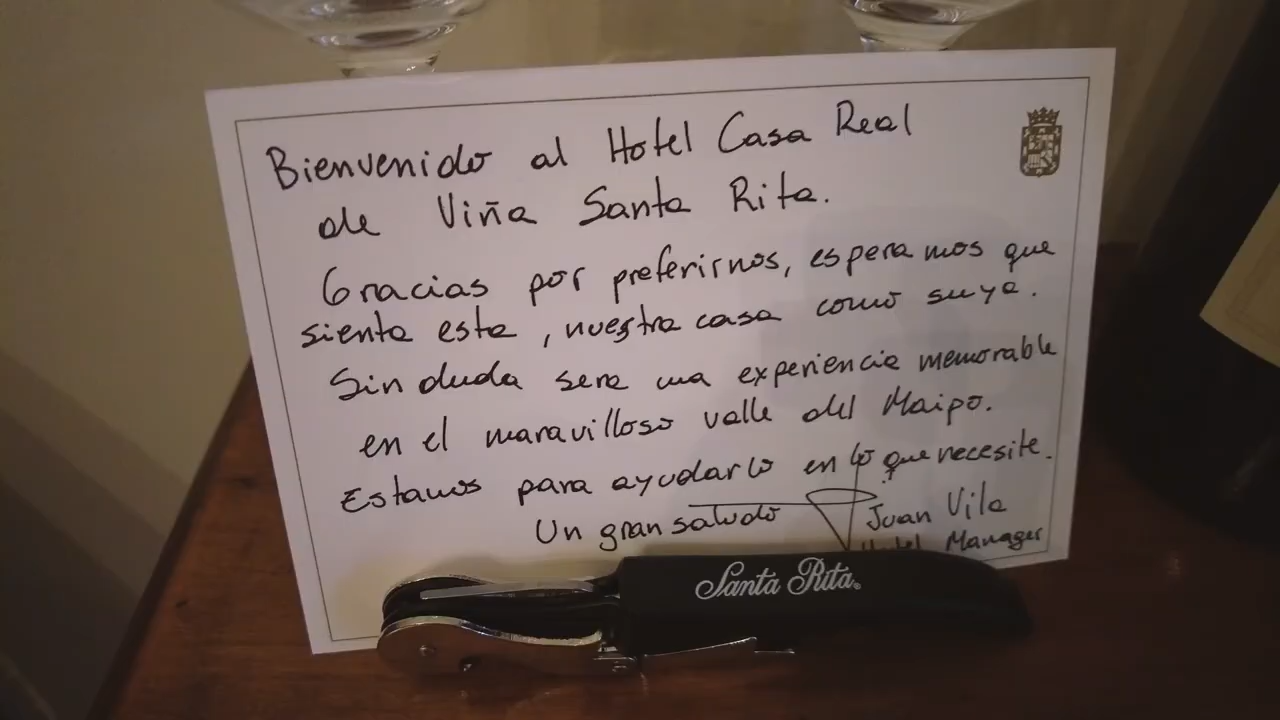 Bienvenido al Hotel Casa Real
de Viña Santa Rita.
Gracias por preferirnos, esperamos que
sienta esta, nuestra casa como suya.
Sin duda sera una experiencia memorable
en el maravilloso valle del Maipo.
Estamos para ayudarlo en lo que necesite.
Un gran saludo
Juan Vila
Hotel Manager
Santa Rita